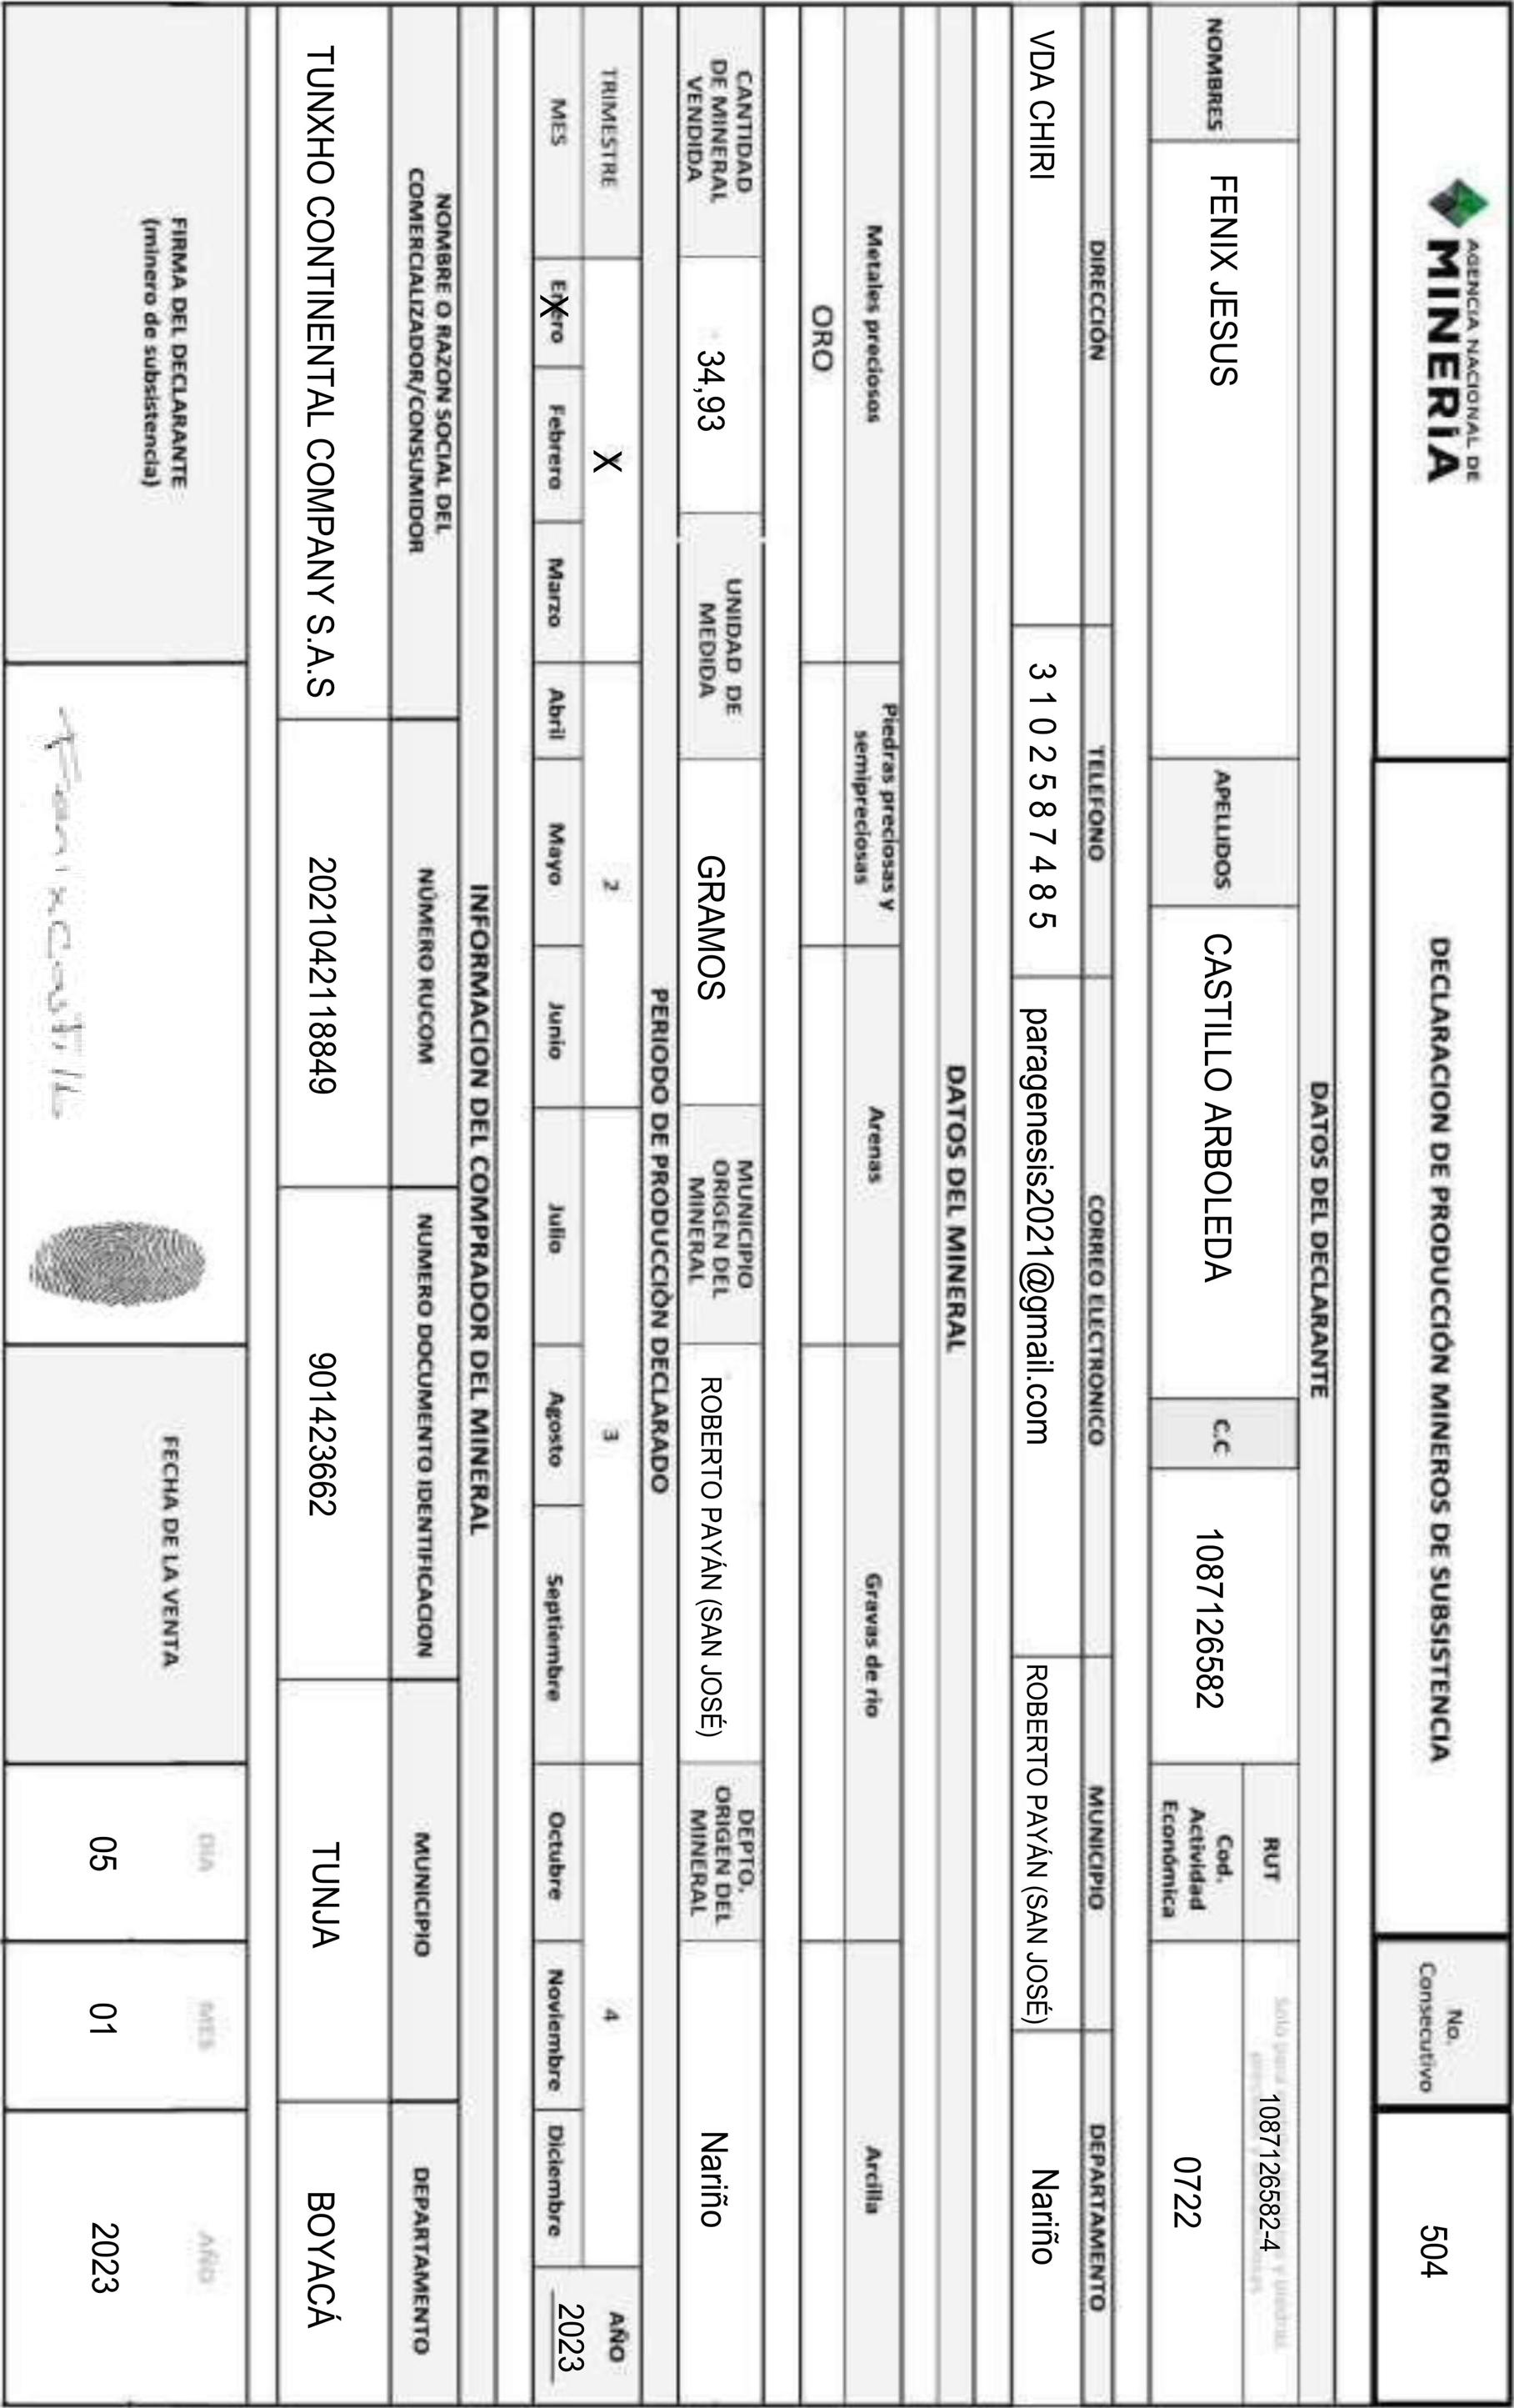 AGENCIA NACIONAL DE
MINERÍA
DECLARACION DE PRODUCCIÓN MINEROS DE SUBSISTENCIA
No.
Consecutivo
504
DATOS DEL DECLARANTE
NOMBRES
FENIX JESUS
APELLIDOS
CASTILLO ARBOLEDA
C.C
1087126582
RUT
1087126582-4
Cod.
Actividad
Económica
0722
DIRECCIÓN
TELEFONO
CORREO ELECTRONICO
MUNICIPIO
DEPARTAMENTO
VDA CHIRI
3 1 0 2 5 8 7 4 8 5
paragenesis2021@gmail.com
ROBERTO PAYÁN (SAN JOSÉ)
Nariño
DATOS DEL MINERAL
Metales preciosos
Piedras preciosas y
semipreciosas
Arenas
Gravas de rio
Arcilla
ORO
CANTIDAD
DE MINERAL
VENDIDA
34,93
UNIDAD DE
MEDIDA
GRAMOS
MUNICIPIO
ORIGEN DEL
MINERAL
ROBERTO PAYÁN (SAN JOSÉ)
DEPTO.
ORIGEN DEL
MINERAL
Nariño
PERIODO DE PRODUCCIÓN DECLARADO
TRIMESTRE
X
2
3
4
AÑO
MES
Enero
X
Febrero
Marzo
Abril
Mayo
Junio
Julio
Agosto
Septiembre
Octubre
Noviembre
Diciembre
2023
INFORMACION DEL COMPRADOR DEL MINERAL
NOMBRE O RAZON SOCIAL DEL
COMERCIALIZADOR/CONSUMIDOR
NÚMERO RUCOM
NUMERO DOCUMENTO IDENTIFICACION
MUNICIPIO
DEPARTAMENTO
TUNXHO CONTINENTAL COMPANY S.A.S
2021042118849
901423662
TUNJA
BOYACÁ
FIRMA DEL DECLARANTE
(minero de subsistencia)
FECHA DE LA VENTA
DIA
MES
AÑO
05
01
2023